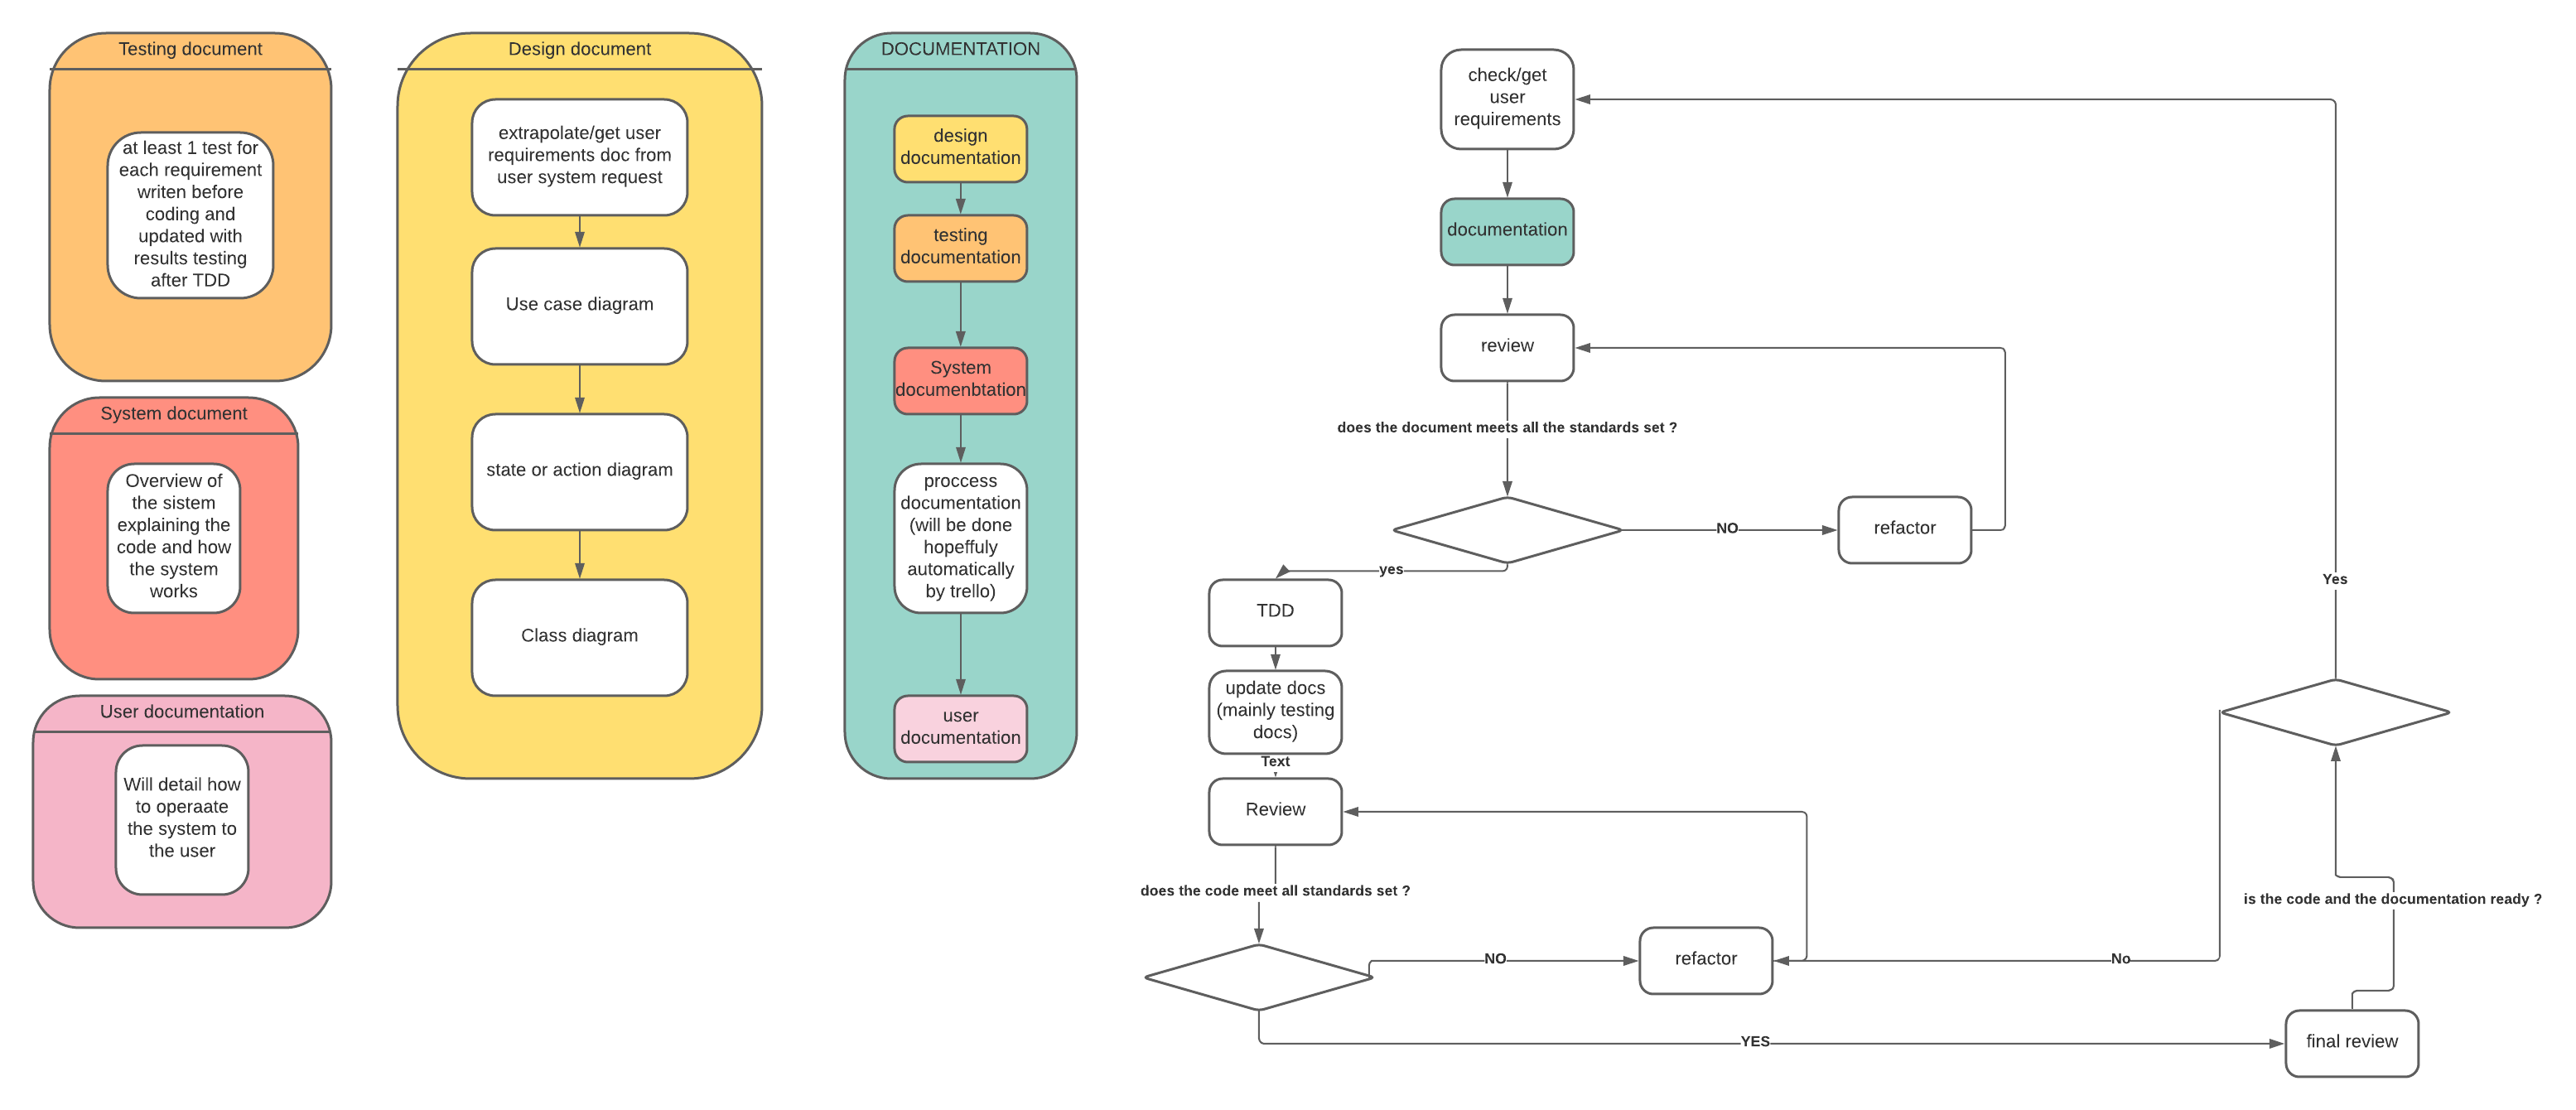 Testing document
at least 1 test for
each requirement
writen before
coding and
updated with
results testing
after TDD
System document
Overview of
the sistem
explaining the
code and how
the system
works
User documentation
Will detail how
to operaate
the system to
the user
Design document
extrapolate/get user
requirements doc from
user system request
Use case diagram
state or action diagram
Class diagram
DOCUMENTATION
design
documentation
testing
documentation
System
documenbtation
proccess
documentation
(will be done
hopeffuly
automatically
by trello)
user
documentation
check/get
user
requirements
documentation
review
does the document meets all the standards set ?
NO
refactor
yes
TDD
update docs
(mainly testing
docs)
Text
Review
does the code meet all standards set ?
NO
refactor
YES
final review
is the code and the documentation ready ?
No
Yes